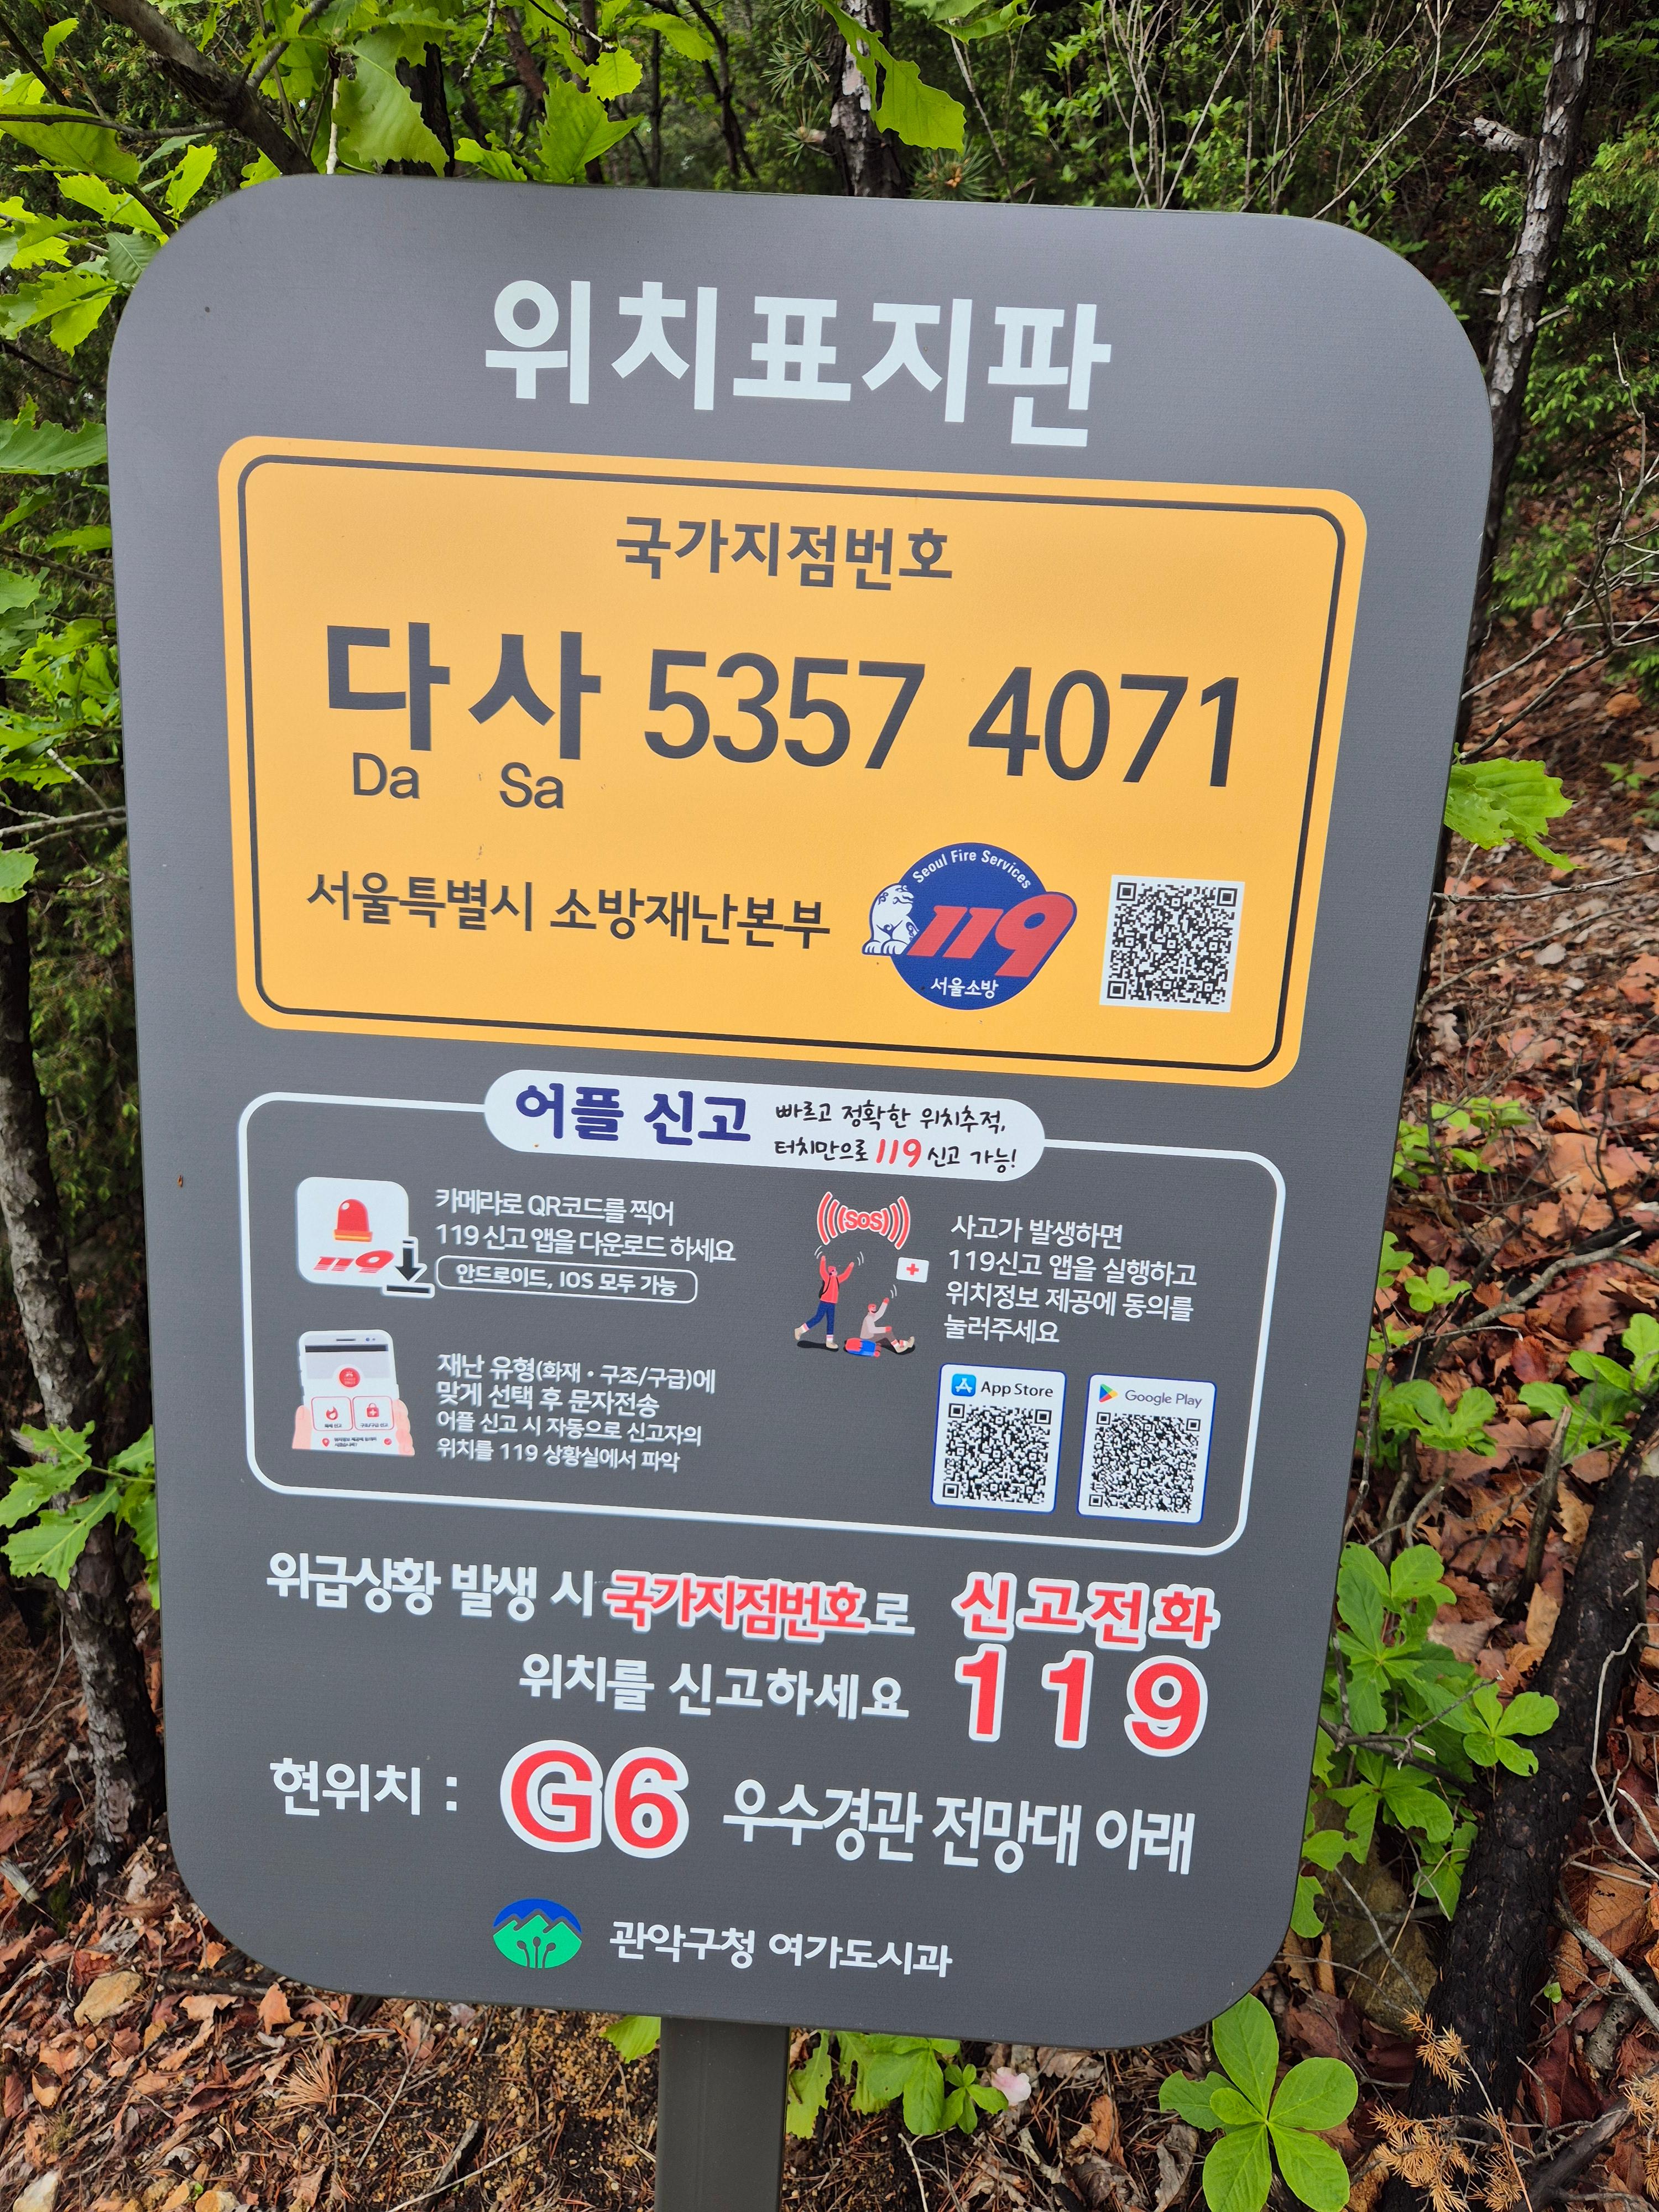 위치표지판
국가지점번호
다사 5357 4071
Da Sa
서울특별시 소방재난본부
Seoul Fire Services
119
서울소방
어플 신고
빠르고 정확한 위치추적,
터치만으로 119 신고 가능!
119
카메라로 QR코드를 찍어
119 신고 앱을 다운로드 하세요
안드로이드, IOS 모두 가능
SOS
사고가 발생하면
119신고 앱을 실행하고
위치정보 제공에 동의를
눌러주세요
재난 유형(화재·구조/구급)에
맞게 선택 후 문자전송
어플 신고 시 자동으로 신고자의
위치를 119 상황실에서 파악
App Store
Google Play
위급상황 발생 시 국가지점번호로
위치를 신고하세요
신고전화
119
현위치 : G6 우수경관 전망대 아래
관악구청 여가도시과